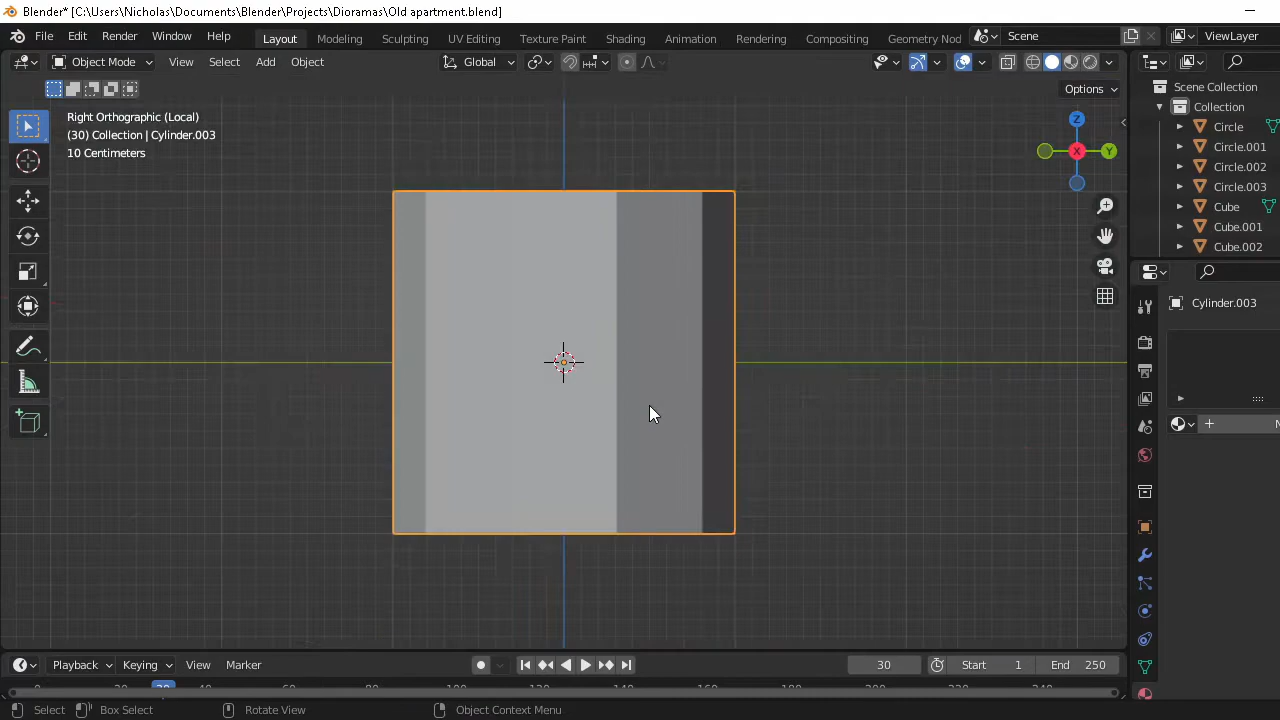 Blender* [C:\Users\Nicholas\Documents\Blender\Projects\Dioramas\Old apartment.blend]
File Edit Render Window Help Layout Modeling Sculpting UV Editing Texture Paint Shading Animation Rendering Compositing Geometry Nod Scene ViewLayer
Object Mode View Select Add Object Global
Options
Right Orthographic (Local)
(30) Collection | Cylinder.003
10 Centimeters
Z
X
Y
Scene Collection
Collection
Circle
Circle.001
Circle.002
Circle.003
Cube
Cube.001
Cube.002
Cylinder.003
Playback Keying View Marker 30 Start 1 End 250
30
Select Box Select Rotate View Object Context Menu